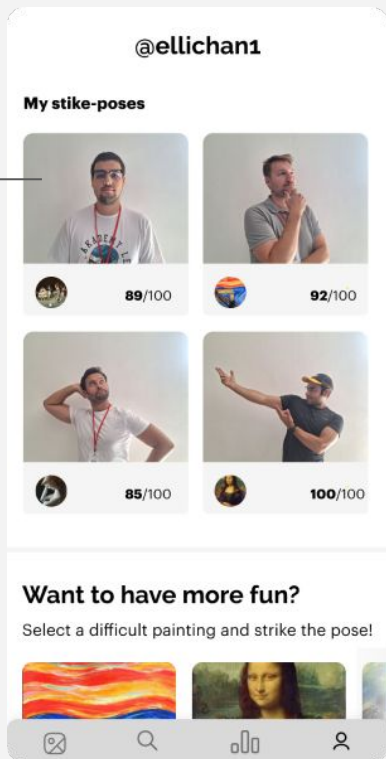 @ellichan1
My stike-poses
89/100
92/100
85/100
100/100
Want to have more fun?
Select a difficult painting and strike the pose!